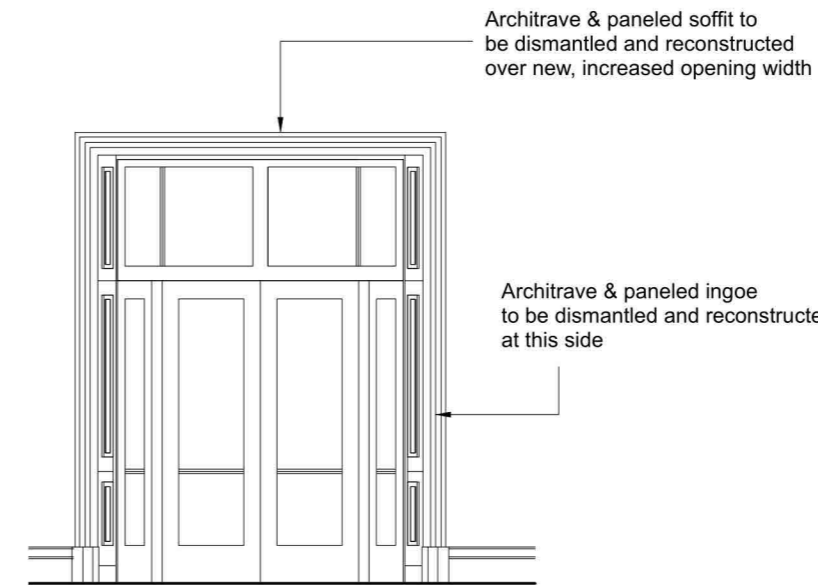 Architrave & paneled soffit to
be dismantled and reconstructed
over new, increased opening width
Architrave & paneled ingoe
to be dismantled and reconstructe
at this side